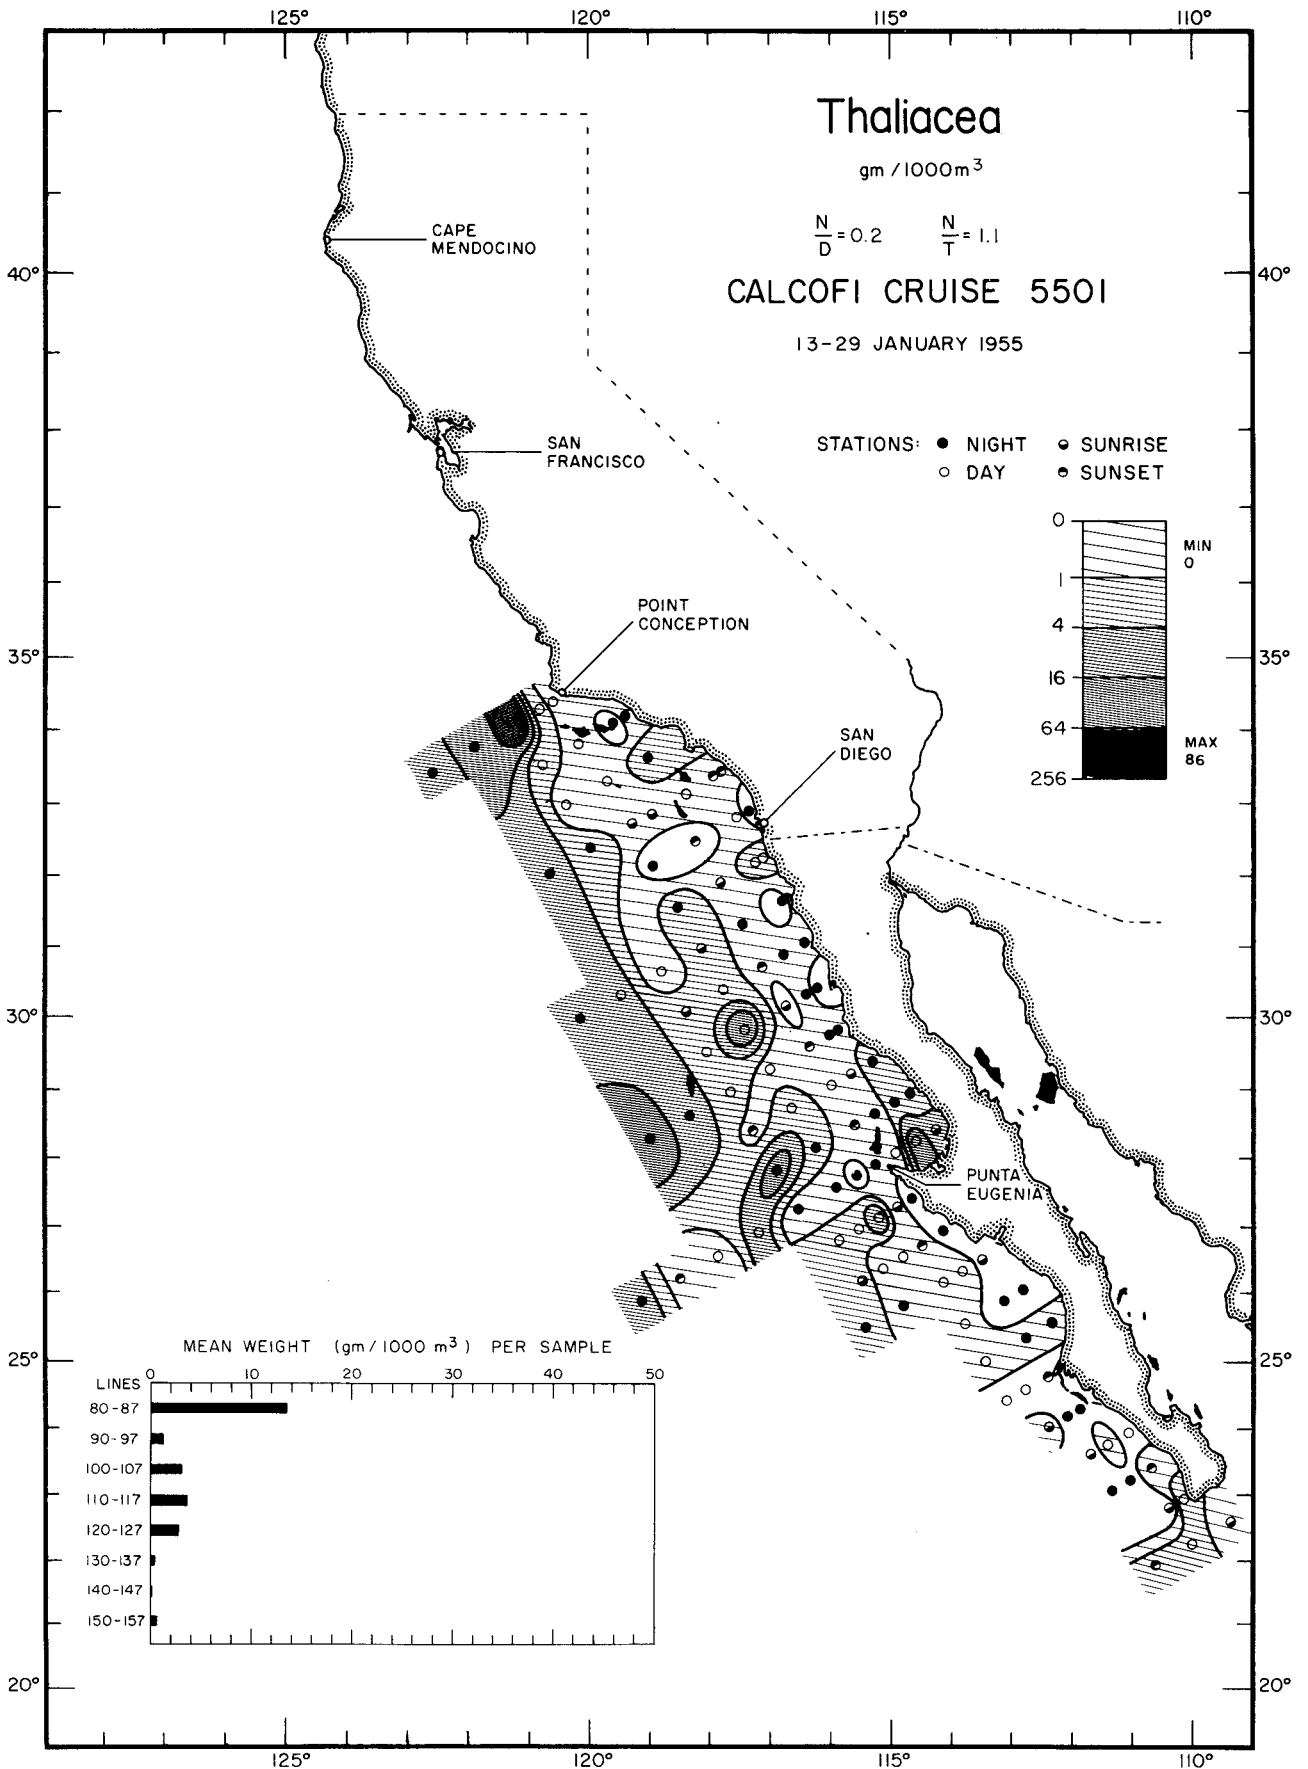 125° 120° 115° 110°
Thaliacea
gm/1000m³
N/D = 0.2 N/T = 1.1
CALCOFI CRUISE 5501
13-29 JANUARY 1955
CAPE
MENDOCINO
40° 40°
SAN
FRANCISCO
STATIONS: NIGHT SUNRISE
DAY SUNSET
0
1
4
16
64
256
MIN
0
MAX
86
POINT
CONCEPTION
35° 35°
SAN
DIEGO
30° 30°
PUNTA
EUGENIA
25° 25°
MEAN WEIGHT (gm/1000 m³) PER SAMPLE
LINES 0 10 20 30 40 50
80-87
90-97
100-107
110-117
120-127
130-137
140-147
150-157
20° 20°
125° 120° 115° 110°